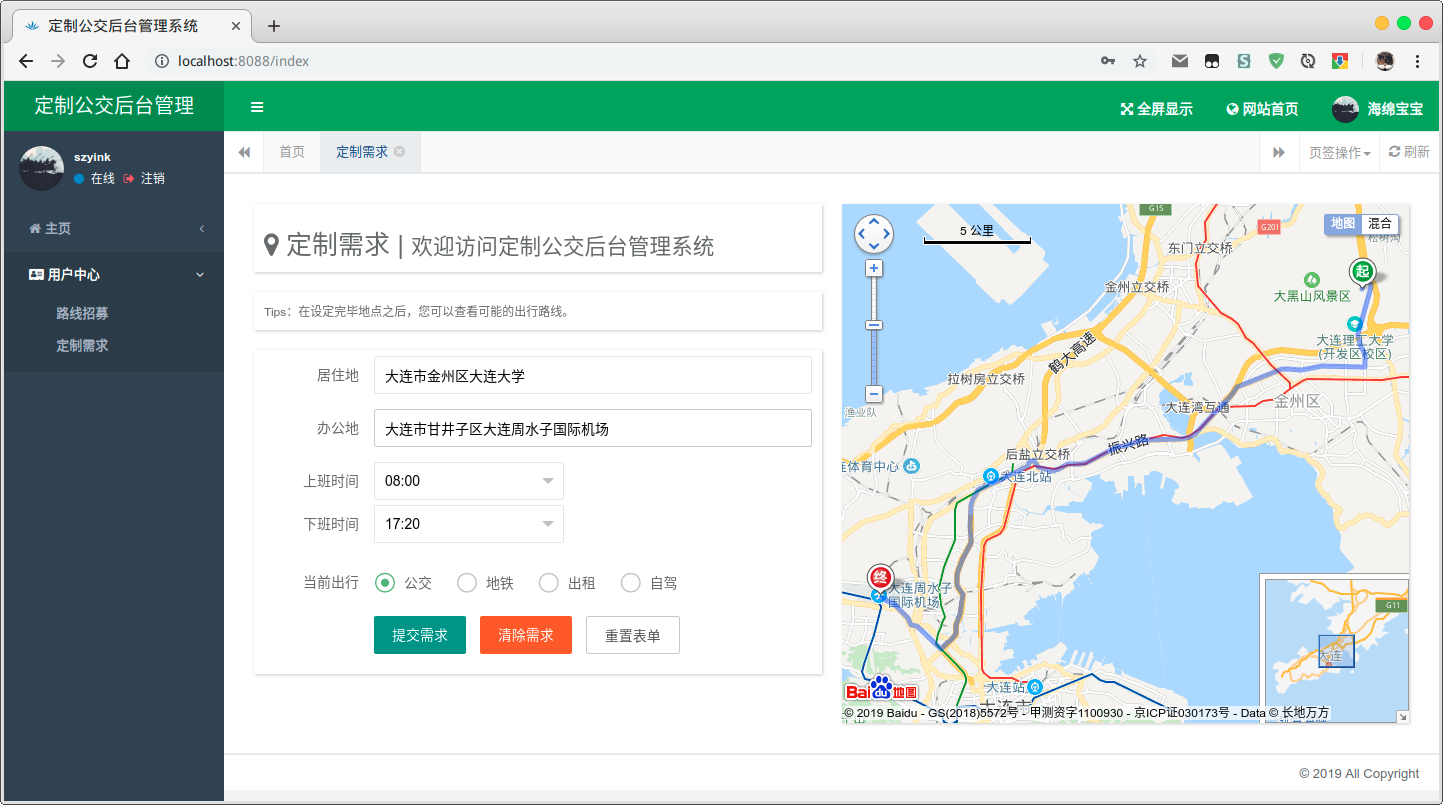 定制公交后台管理系统
localhost:8088/index
定制公交后台管理
全屏显示
网站首页
海绵宝宝
szyink
在线 注销
主页
用户中心
路线招募
定制需求
首页
定制需求
页签操作
刷新
定制需求 | 欢迎访问定制公交后台管理系统
Tips：在设定完毕地点之后，您可以查看可能的出行路线。
居住地 大连市金州区大连大学
办公地 大连市甘井子区大连周水子国际机场
上班时间 08:00
下班时间 17:20
当前出行 公交 地铁 出租 自驾
提交需求 清除需求 重置表单
5 公里
G15
G201
地图 混合
松树沟
东门立交桥
金州立交桥
起
大黑山风景区
大连理工大学
(开发区校区)
鹤大高速
拉树房立交桥
大连湾互通
金州区
渔业队
振兴路
后盐立交桥
连体育中心
大连北站
终
大连周水子
国际机场
G11
大连
大连站
大连市
Bai du 地图
© 2019 Baidu - GS(2018)5572号 - 甲测资字1100930 - 京ICP证030173号 - Data © 长地万方
© 2019 All Copyright